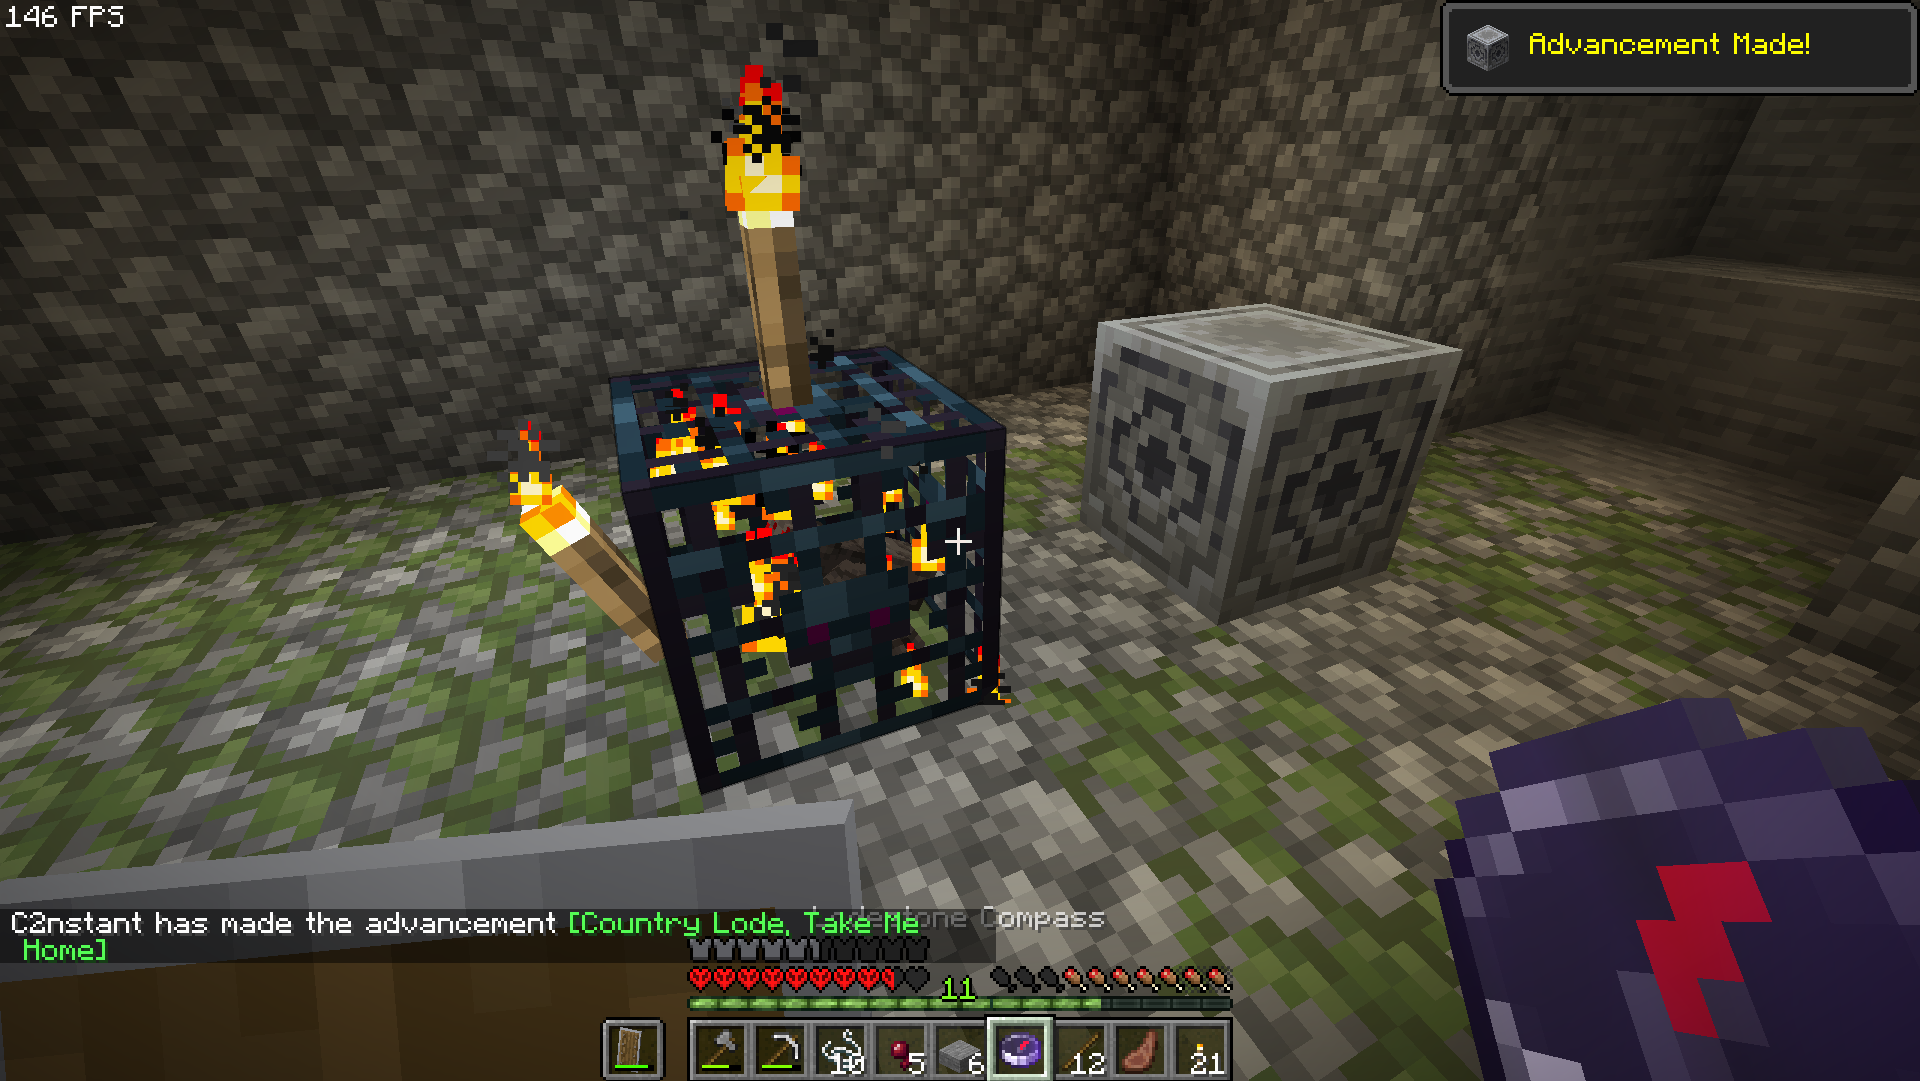 146 FPS
Advancement Made!
C2nstant has made the advancement [Country Lode, Take Me
Home]
Lodestone Compass
11
10
5
6
12
21